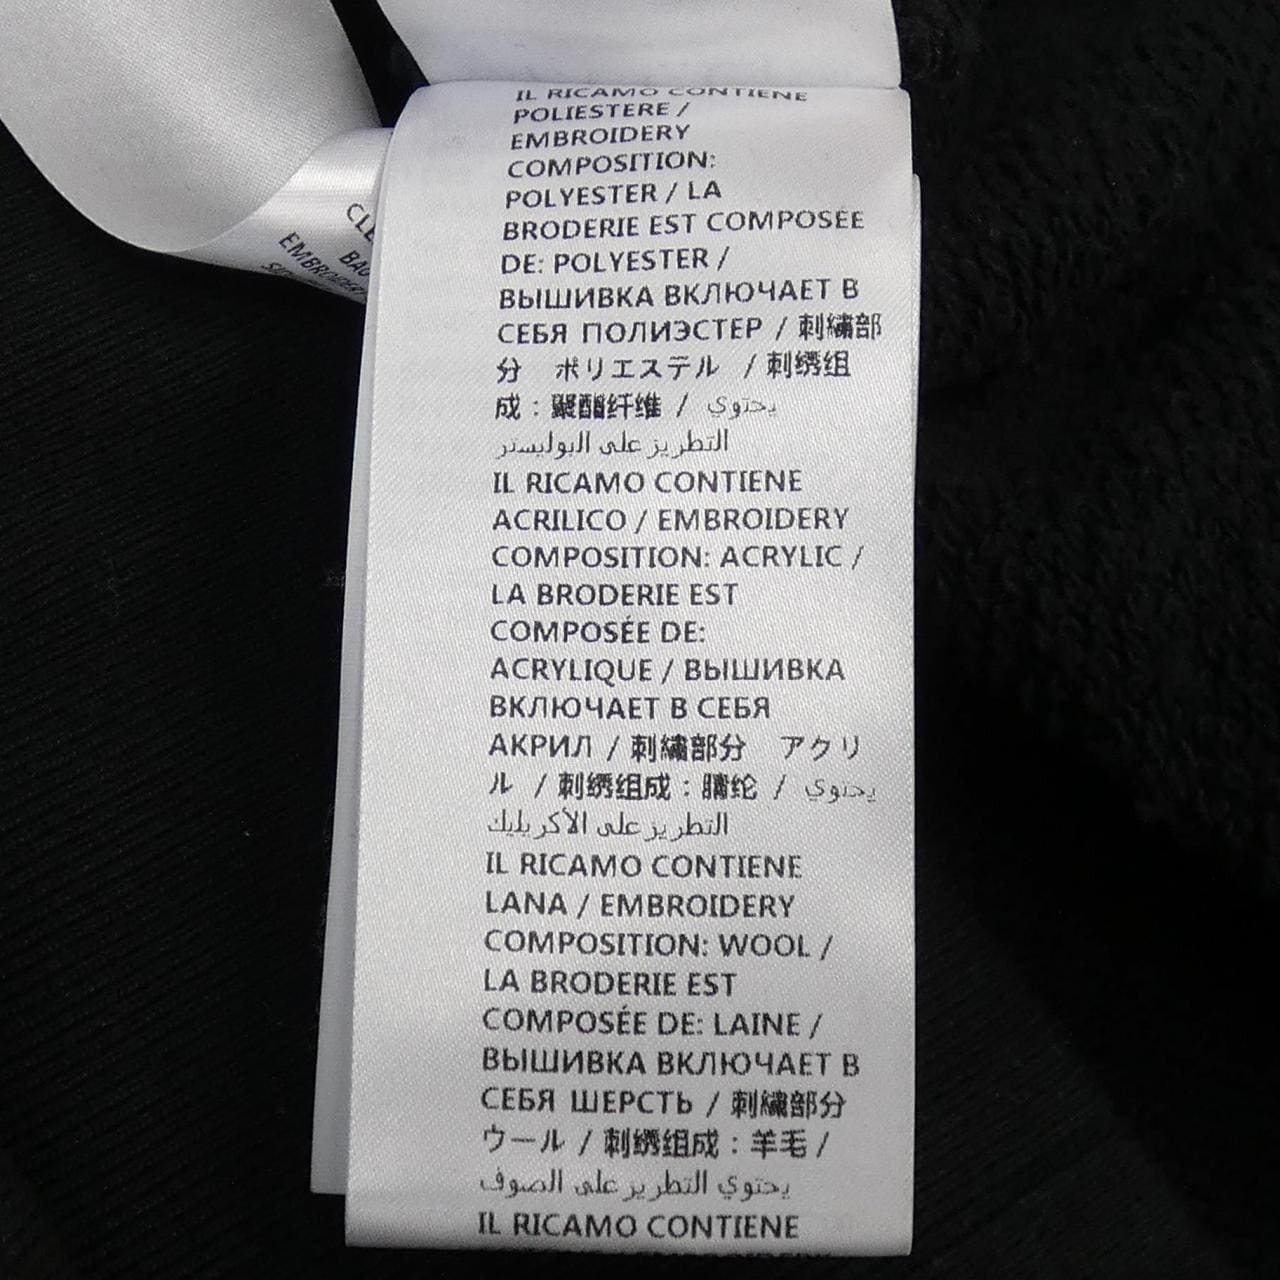 IL RICAMO CONTIENE
POLIESTERE /
EMBROIDERY
COMPOSITION:
POLYESTER / LA
BRODERIE EST COMPOSÉE
DE: POLYESTER /
ВЫШИВКА ВКЛЮЧАЕТ В
СЕБЯ ПОЛИЭСТЕР / 刺繍部
分 ポリエステル / 刺绣组
成：聚酯纤维 / يحتوي
التطريز على البوليستر
IL RICAMO CONTIENE
ACRILICO / EMBROIDERY
COMPOSITION: ACRYLIC /
LA BRODERIE EST
COMPOSÉE DE:
ACRYLIQUE / ВЫШИВКА
ВКЛЮЧАЕТ В СЕБЯ
АКРИЛ / 刺繍部分 アクリ
ル / 刺绣组成：腈纶 / يحتوي
التطريز على الأكريليك
IL RICAMO CONTIENE
LANA / EMBROIDERY
COMPOSITION: WOOL /
LA BRODERIE EST
COMPOSÉE DE: LAINE /
ВЫШИВКА ВКЛЮЧАЕТ В
СЕБЯ ШЕРСТЬ / 刺繍部分
ウール / 刺绣组成：羊毛 /
يحتوي التطريز على الصوف
IL RICAMO CONTIENE